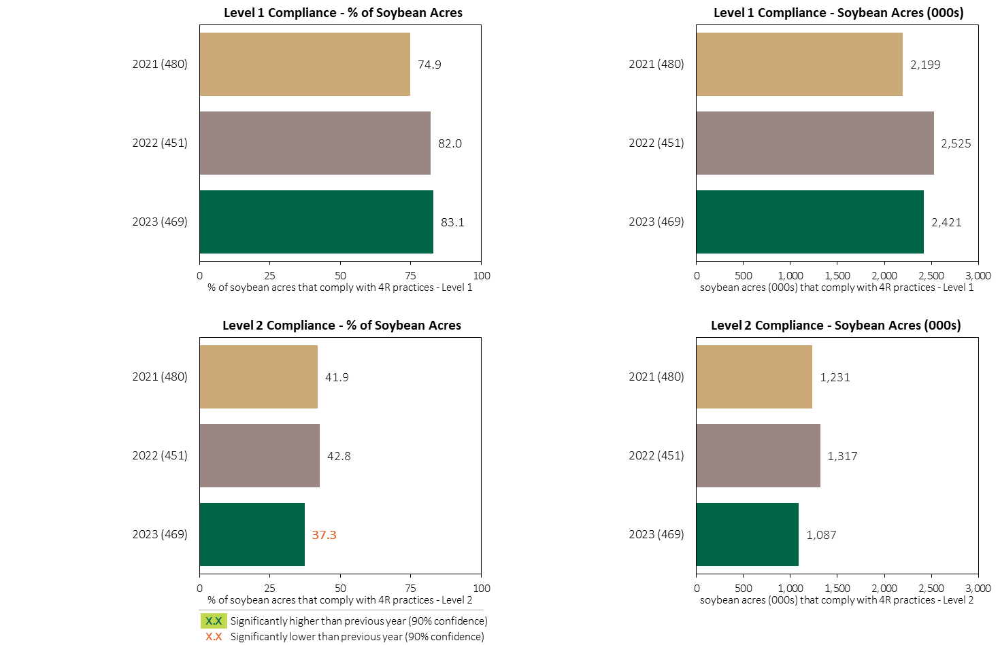 Level 1 Compliance - % of Soybean Acres
2021 (480)
74.9
2022 (451)
82.0
2023 (469)
83.1
0 25 50 75 100
% of soybean acres that comply with 4R practices - Level 1
Level 1 Compliance - Soybean Acres (000s)
2021 (480)
2,199
2022 (451)
2,525
2023 (469)
2,421
0 500 1,000 1,500 2,000 2,500 3,000
soybean acres (000s) that comply with 4R practices - Level 1
Level 2 Compliance - % of Soybean Acres
2021 (480)
41.9
2022 (451)
42.8
2023 (469)
37.3
0 25 50 75 100
% of soybean acres that comply with 4R practices - Level 2
Level 2 Compliance - Soybean Acres (000s)
2021 (480)
1,231
2022 (451)
1,317
2023 (469)
1,087
0 500 1,000 1,500 2,000 2,500 3,000
soybean acres (000s) that comply with 4R practices - Level 2
X.X Significantly higher than previous year (90% confidence)
X.X Significantly lower than previous year (90% confidence)